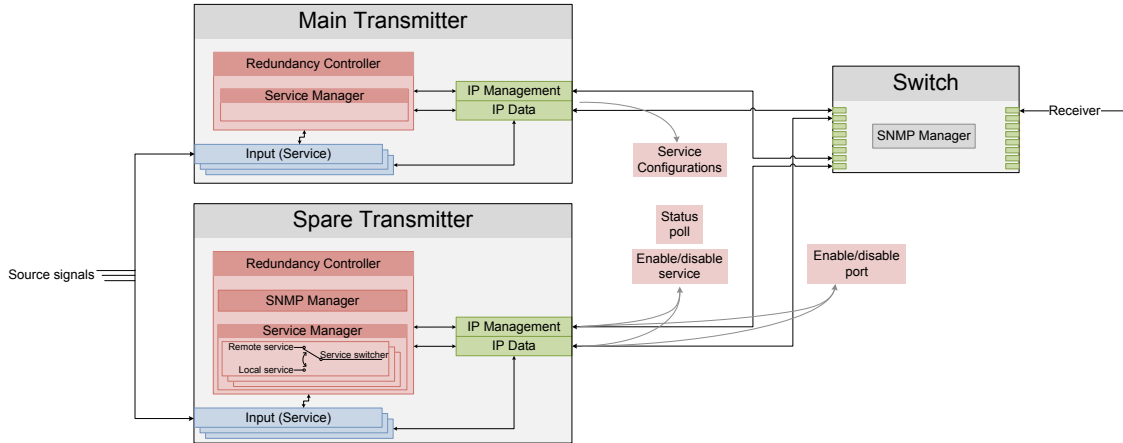 Main Transmitter
Redundancy Controller
Service Manager
IP Management
IP Data
Input (Service)
Service
Configurations
Switch
SNMP Manager
Receiver
Source signals
Spare Transmitter
Redundancy Controller
SNMP Manager
Service Manager
Remote service
Service switcher
Local service
IP Management
IP Data
Input (Service)
Status
poll
Enable/disable
service
Enable/disable
port